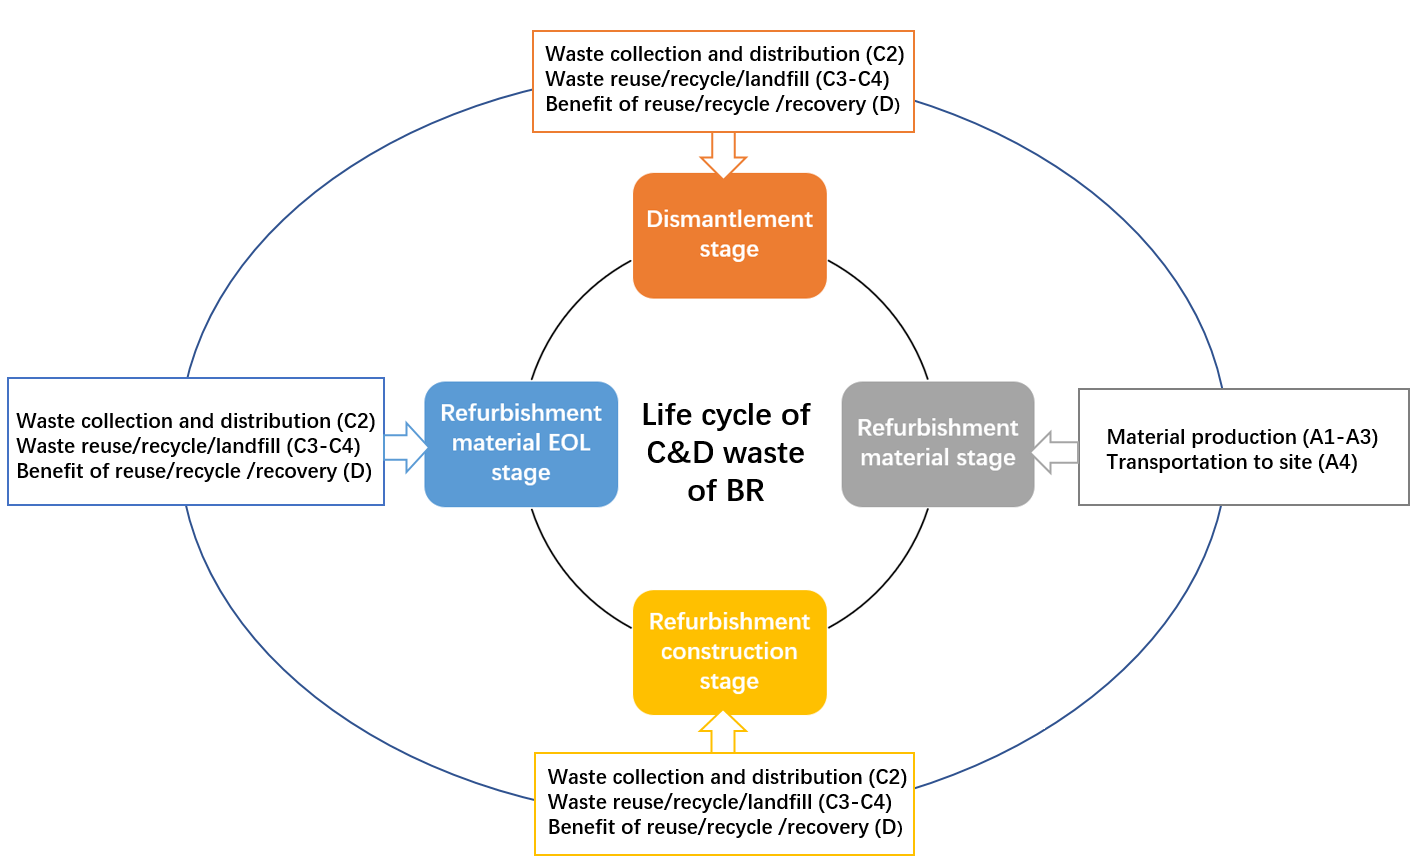 Waste collection and distribution (C2)
Waste reuse/recycle/landfill (C3-C4)
Benefit of reuse/recycle /recovery (D)
Dismantlement
stage
Waste collection and distribution (C2)
Waste reuse/recycle/landfill (C3-C4)
Benefit of reuse/recycle /recovery (D)
Refurbishment
material EOL
stage
Life cycle of
C&D waste
of BR
Refurbishment
material stage
Material production (A1-A3)
Transportation to site (A4)
Refurbishment
construction
stage
Waste collection and distribution (C2)
Waste reuse/recycle/landfill (C3-C4)
Benefit of reuse/recycle /recovery (D)